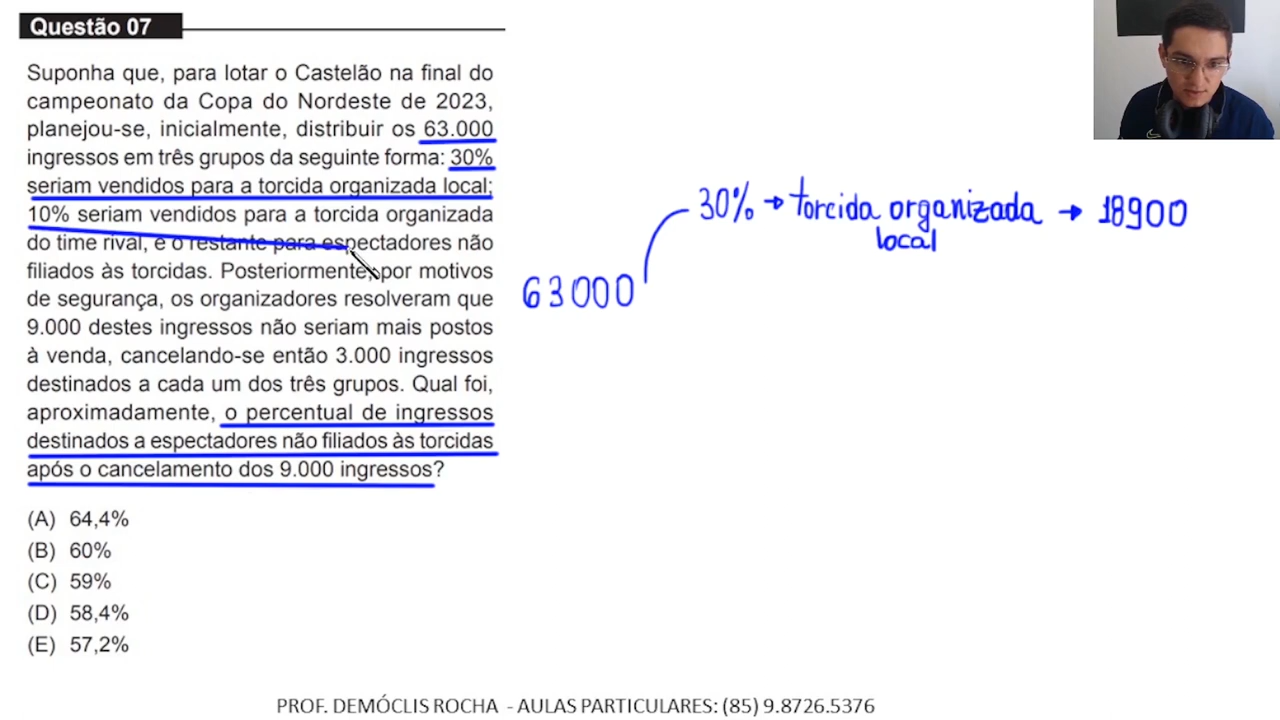 Questão 07
Suponha que, para lotar o Castelão na final do
campeonato da Copa do Nordeste de 2023,
planejou-se, inicialmente, distribuir os 63.000
ingressos em três grupos da seguinte forma: 30%
seriam vendidos para a torcida organizada local;
10% seriam vendidos para a torcida organizada
do time rival, e o restante para espectadores não
filiados às torcidas. Posteriormente, por motivos
de segurança, os organizadores resolveram que
9.000 destes ingressos não seriam mais postos
à venda, cancelando-se então 3.000 ingressos
destinados a cada um dos três grupos. Qual foi,
aproximadamente, o percentual de ingressos
destinados a espectadores não filiados às torcidas
após o cancelamento dos 9.000 ingressos?
(A) 64,4%
(B) 60%
(C) 59%
(D) 58,4%
(E) 57,2%
30% → torcida organizada → 18900
local
63000
PROF. DEMÓCLIS ROCHA - AULAS PARTICULARES: (85) 9.8726.5376